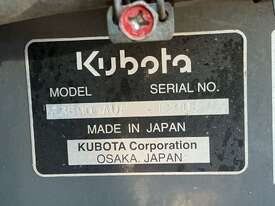 Kubota
MODEL SERIAL NO.
MADE IN JAPAN
KUBOTA Corporation
OSAKA, JAPAN